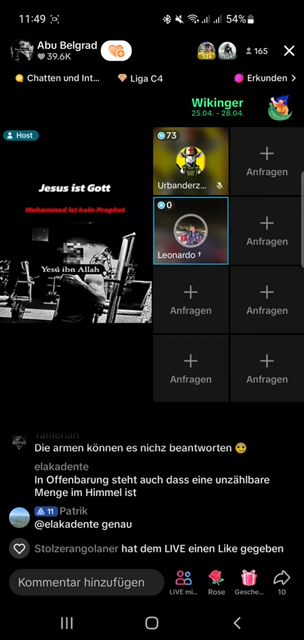 11:49
54%
Abu Belgrad
39.6K
165
Chatten und Int...
Liga C4
Erkunden >
Wikinger
25.04. - 28.04.
Host
73
Jesus ist Gott
Muhammad ist kein Prophet
Yesú ibn Allah
Urbanderz...
Anfragen
0
Leonardo †
Anfragen
Anfragen
Anfragen
Anfragen
Anfragen
Die armen können es nichz beantworten
elakadente
In Offenbarung steht auch dass eine unzählbare
Menge im Himmel ist
11 Patrik
@elakadente genau
Stolzerangolaner hat dem LIVE einen Like gegeben
Kommentar hinzufügen
LIVE mi...
Rose
Gesche...
10